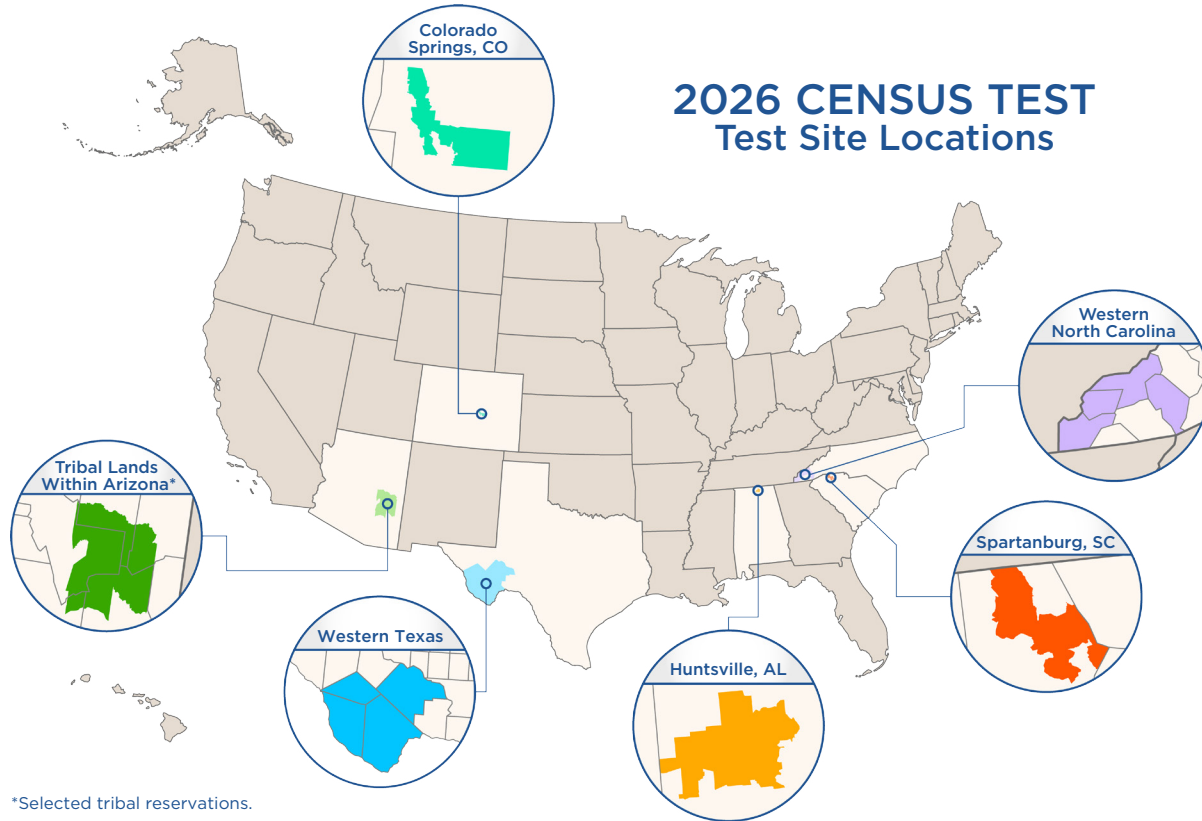 2026 CENSUS TEST
Test Site Locations
Colorado
Springs, CO
Western
North Carolina
Tribal Lands
Within Arizona*
Spartanburg, SC
Western Texas
Huntsville, AL
*Selected tribal reservations.